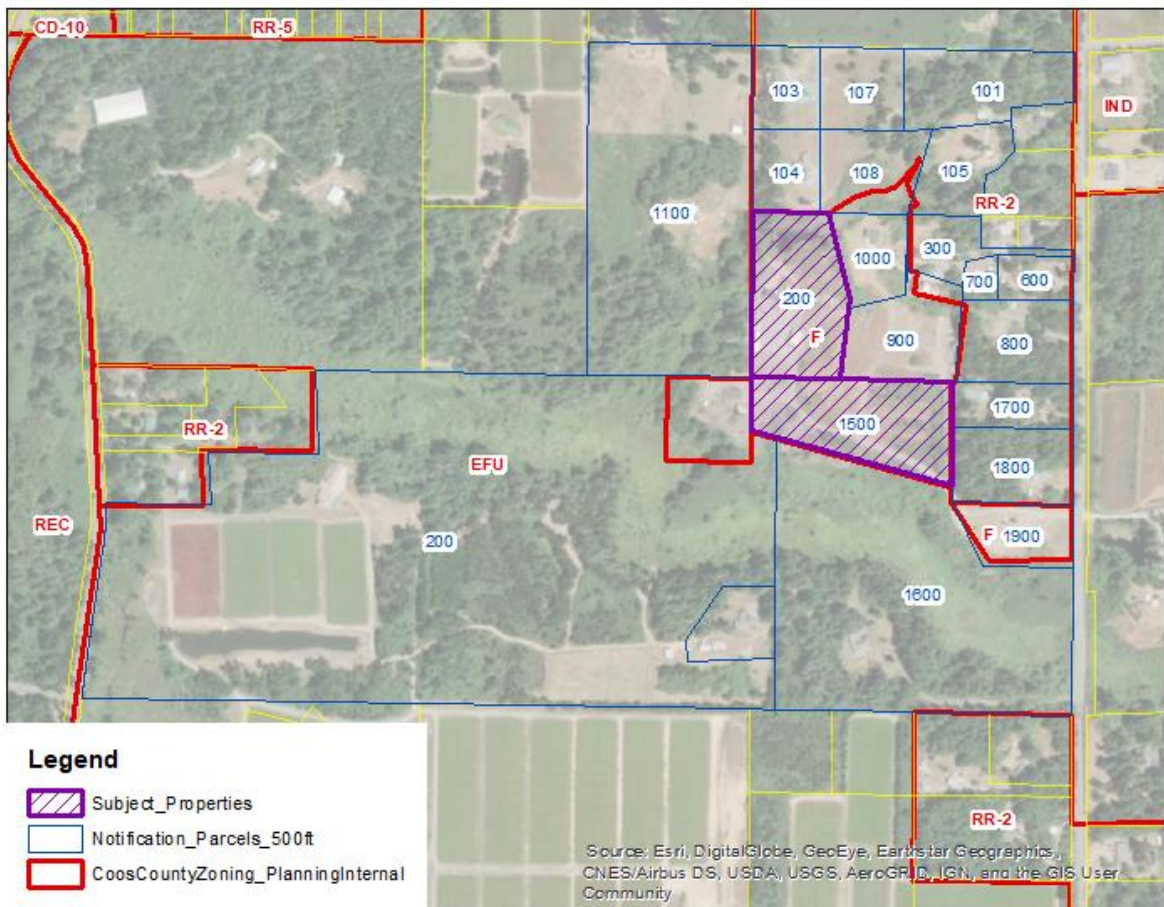 CD-10
RR-5
103
107
101
IND
104
108
105
1100
RR-2
1000
300
700
600
200
F
900
800
RR-2
1500
1700
EFU
1800
REC
200
F
1900
1600
Legend
Subject_Properties
Notification_Parcels_500ft
CoosCountyZoning_PlanningInternal
RR-2
Source: Esri, DigitalGlobe, GeoEye, Earthstar Geographics,
CNES/Airbus DS, USDA, USGS, AeroGRID, IGN, and the GIS User
Community